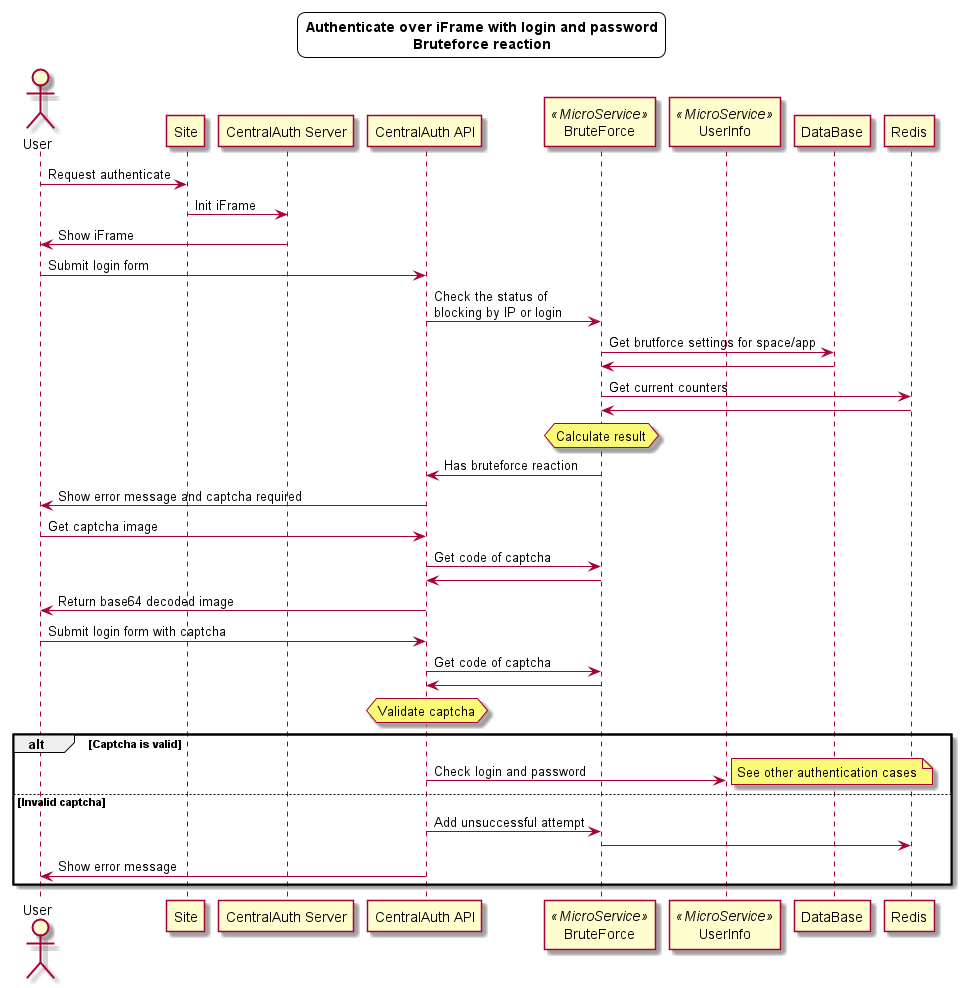 Authenticate over iFrame with login and password
Bruteforce reaction
User
Site
CentralAuth Server
CentralAuth API
« MicroService »
BruteForce
« MicroService »
UserInfo
DataBase
Redis
Request authenticate
Init iFrame
Show iFrame
Submit login form
Check the status of
blocking by IP or login
Get brutforce settings for space/app
Get current counters
Calculate result
Has bruteforce reaction
Show error message and captcha required
Get captcha image
Get code of captcha
Return base64 decoded image
Submit login form with captcha
Get code of captcha
Validate captcha
alt [Captcha is valid]
Check login and password
See other authentication cases
[Invalid captcha]
Add unsuccessful attempt
Show error message
User
Site
CentralAuth Server
CentralAuth API
« MicroService »
BruteForce
« MicroService »
UserInfo
DataBase
Redis